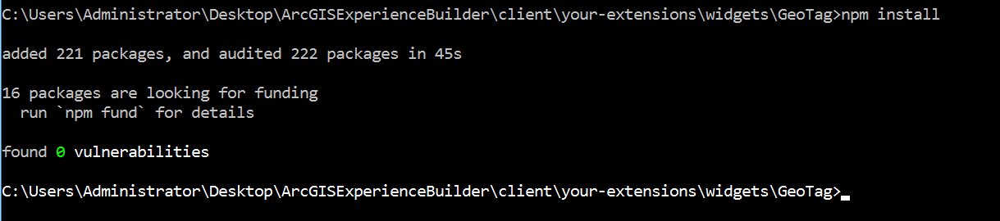 C:\Users\Administrator\Desktop\ArcGISExperienceBuilder\client\your-extensions\widgets\GeoTag>npm install
added 221 packages, and audited 222 packages in 45s
16 packages are looking for funding
  run `npm fund` for details
found 0 vulnerabilities
C:\Users\Administrator\Desktop\ArcGISExperienceBuilder\client\your-extensions\widgets\GeoTag>